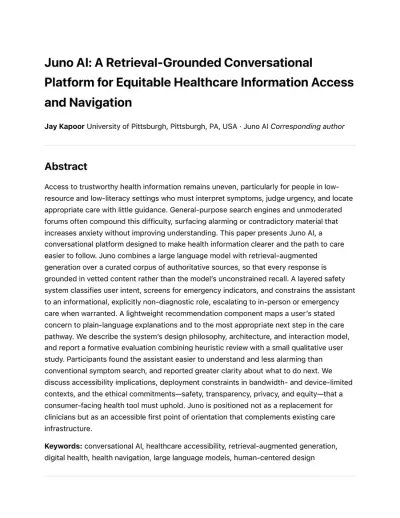 Juno AI: A Retrieval-Grounded Conversational
Platform for Equitable Healthcare Information Access
and Navigation
Jay Kapoor University of Pittsburgh, Pittsburgh, PA, USA · Juno AI Corresponding author
Abstract
Access to trustworthy health information remains uneven, particularly for people in low-
resource and low-literacy settings who must interpret symptoms, judge urgency, and locate
appropriate care with little guidance. General-purpose search engines and unmoderated
forums often compound this difficulty, surfacing alarming or contradictory material that
increases anxiety without improving understanding. This paper presents Juno AI, a
conversational platform designed to make health information clearer and the path to care
easier to follow. Juno combines a large language model with retrieval-augmented
generation over a curated corpus of authoritative sources, so that every response is
grounded in vetted content rather than the model's unconstrained recall. A layered safety
system classifies user intent, screens for emergency indicators, and constrains the assistant
to an informational, explicitly non-diagnostic role, escalating to in-person or emergency
care when warranted. A lightweight recommendation component maps a user's stated
concern to plain-language explanations and to the most appropriate next step in the care
pathway. We describe the system's design philosophy, architecture, and interaction model,
and report a formative evaluation combining heuristic review with a small qualitative user
study. Participants found the assistant easier to understand and less alarming than
conventional symptom search, and reported greater clarity about what to do next. We
discuss accessibility implications, deployment constraints in bandwidth- and device-limited
contexts, and the ethical commitments—safety, transparency, privacy, and equity—that a
consumer-facing health tool must uphold. Juno is positioned not as a replacement for
clinicians but as an accessible first point of orientation that complements existing care
infrastructure.
Keywords: conversational AI, healthcare accessibility, retrieval-augmented generation,
digital health, health navigation, large language models, human-centered design